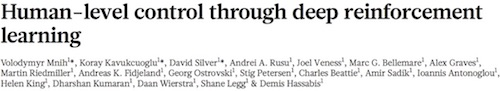 Human-level control through deep reinforcement
learning
Volodymyr Mnih¹*, Koray Kavukcuoglu¹*, David Silver¹*, Andrei A. Rusu¹, Joel Veness¹, Marc G. Bellemare¹, Alex Graves¹,
Martin Riedmiller¹, Andreas K. Fidjeland¹, Georg Ostrovski¹, Stig Petersen¹, Charles Beattie¹, Amir Sadik¹, Ioannis Antonoglou¹,
Helen King¹, Dharshan Kumaran¹, Daan Wierstra¹, Shane Legg¹ & Demis Hassabis¹